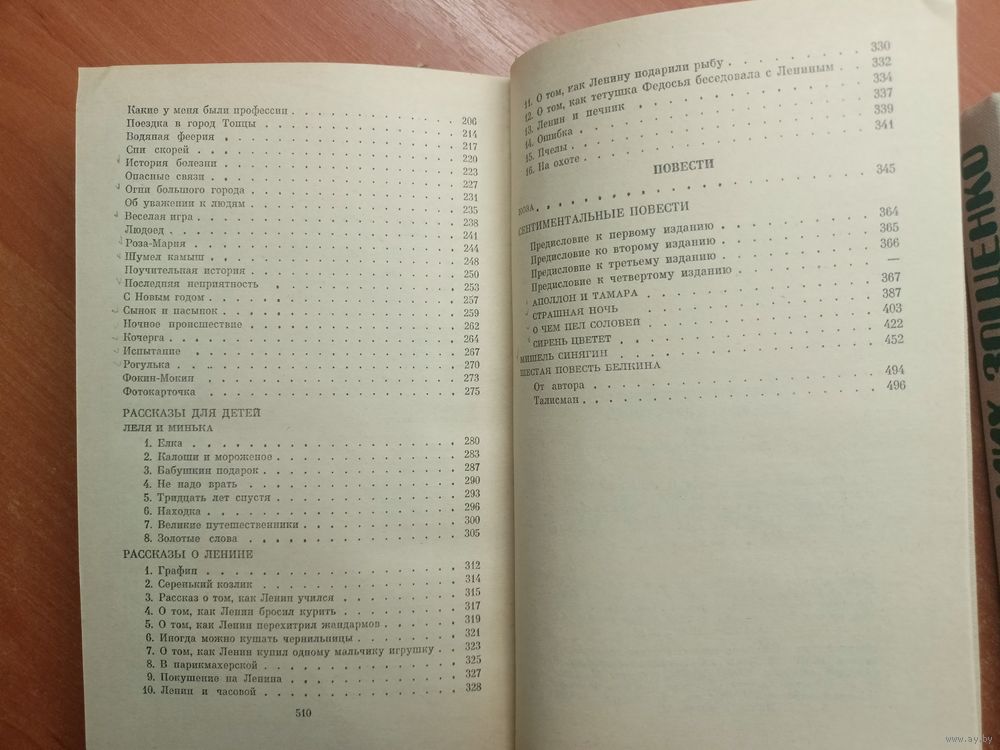 Какие у меня были профессии . 206
Поездка в город Топцы 214
Водяная феерия 217
Спи скорей 220
История болезни 223
Опасные связи 227
Огни большого города 231
Об уважении к людям 235
Веселая игра 238
Людоед 241
Роза-Мария 244
Шумел камыш 248
Поучительная история 250
Последняя неприятность 253
С Новым годом 257
Сынок и пасынок 259
Ночное происшествие 262
Кочерга 264
Испытание 267
Рогулька 270
Фокин-Мокин 273
Фотокарточка 275
РАССКАЗЫ ДЛЯ ДЕТЕЙ
ЛЕЛЯ И МИНЬКА
1. Елка 280
2. Калоши и мороженое 283
3. Бабушкин подарок 287
4. Не надо врать 290
5. Тридцать лет спустя 293
6. Находка 296
7. Великие путешественники 300
8. Золотые слова 305
РАССКАЗЫ О ЛЕНИНЕ
1. Графин 312
2. Серенький козлик 314
3. Рассказ о том, как Ленин учился 315
4. О том, как Ленин бросил курить 317
5. О том, как Ленин перехитрил жандармов 319
6. Иногда можно кушать чернильницы 321
7. О том, как Ленин купил одному мальчику игрушку 323
8. В парикмахерской 325
9. Покушение на Ленина 327
10. Ленин и часовой 328
510
11. О том, как Ленину подарили рыбу 330
12. О том, как тетушка Федосья беседовала с Лениным 332
13. Ленин и печник 334
14. Ошибка 337
15. Пчелы 339
16. На охоте 341
ПОВЕСТИ
КОЗА 345
СЕНТИМЕНТАЛЬНЫЕ ПОВЕСТИ
Предисловие к первому изданию 364
Предисловие ко второму изданию 365
Предисловие к третьему изданию 366
Предисловие к четвертому изданию —
АПОЛЛОН И ТАМАРА 367
СТРАШНАЯ НОЧЬ 387
О ЧЕМ ПЕЛ СОЛОВЕЙ 403
СИРЕНЬ ЦВЕТЕТ 422
МИШЕЛЬ СИНЯГИН 452
ШЕСТАЯ ПОВЕСТЬ БЕЛКИНА
От автора 494
Талисман 496
ЗОЩЕНКО
www.ay.by